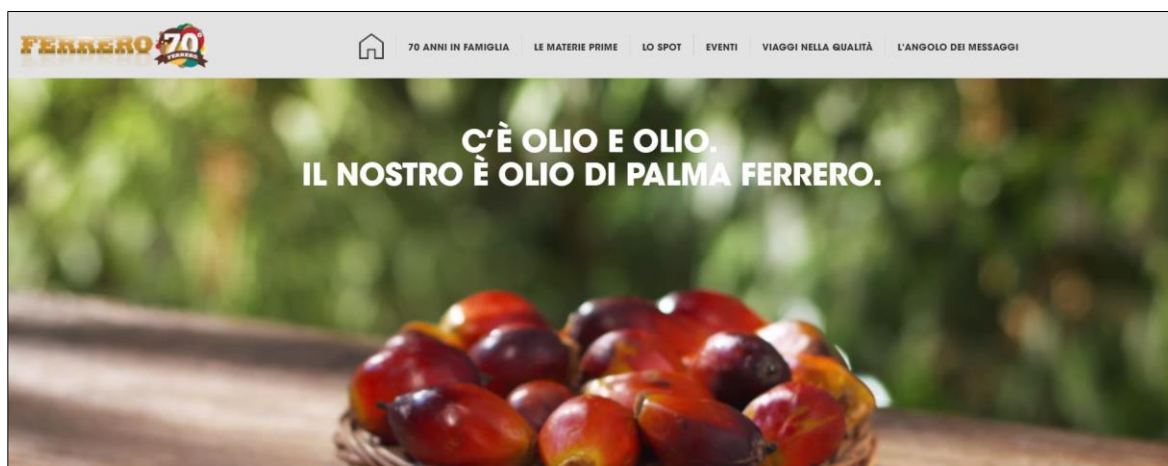 FERRERO 70° FERRERO
70 ANNI IN FAMIGLIA LE MATERIE PRIME LO SPOT EVENTI VIAGGI NELLA QUALITÀ L'ANGOLO DEI MESSAGGI
C'È OLIO E OLIO.
IL NOSTRO È OLIO DI PALMA FERRERO.